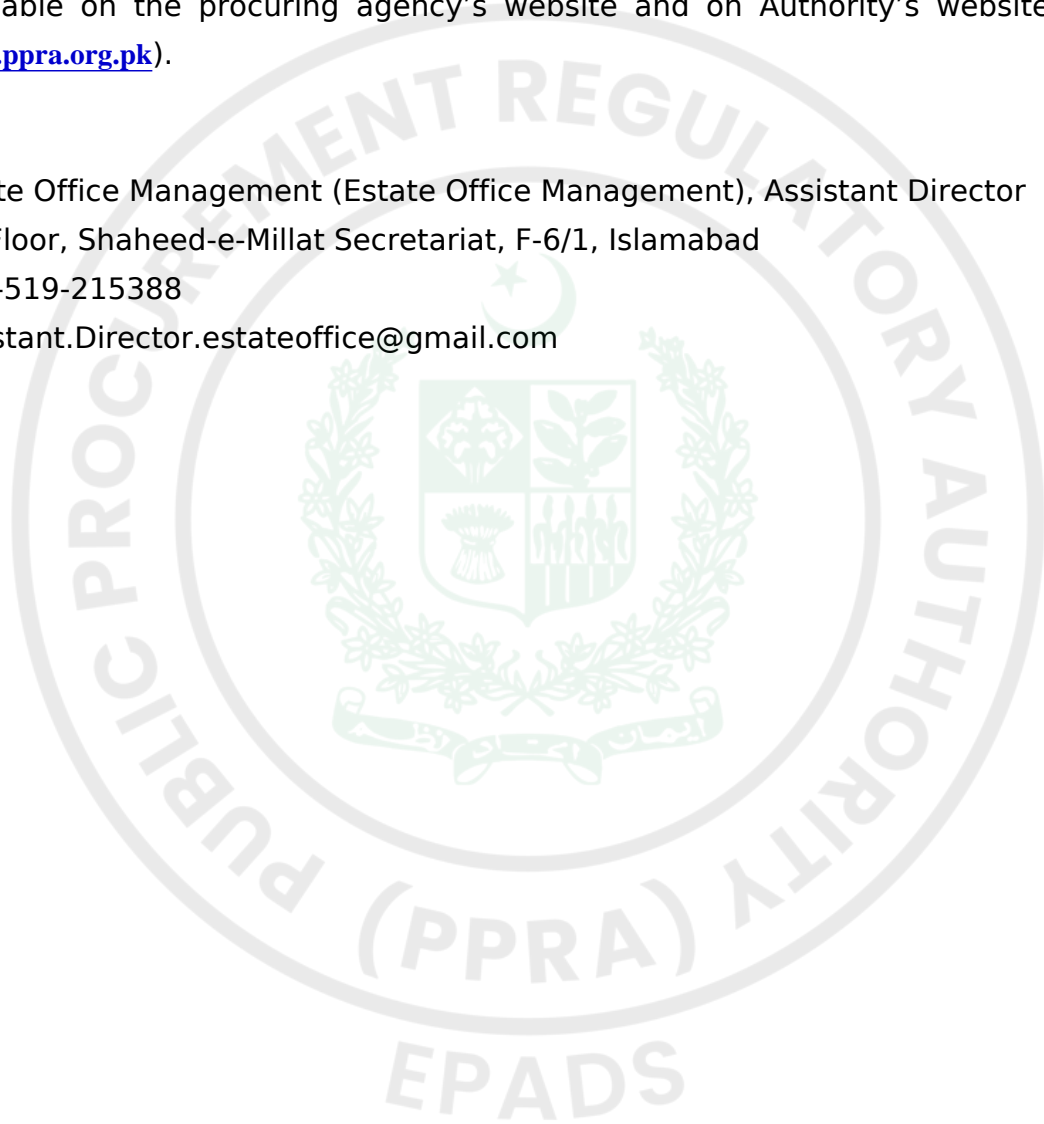 able on the procuring agency's website and on Authority's website
.ppra.org.pk).
te Office Management (Estate Office Management), Assistant Director
Floor, Shaheed-e-Millat Secretariat, F-6/1, Islamabad
-519-215388
stant.Director.estateoffice@gmail.com
PUBLIC PROCUREMENT REGULATORY AUTHORITY
(PPRA)
EPADS